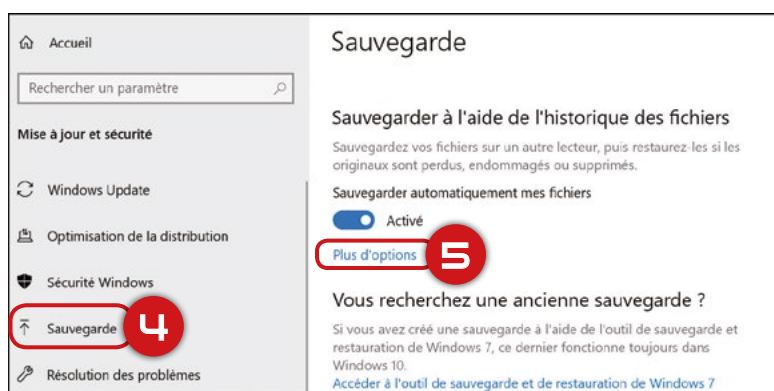 Accueil
Rechercher un paramètre
Mise à jour et sécurité
Windows Update
Optimisation de la distribution
Sécurité Windows
Sauvegarde
4
Résolution des problèmes
Sauvegarde
Sauvegarder à l'aide de l'historique des fichiers
Sauvegardez vos fichiers sur un autre lecteur, puis restaurez-les si les
originaux sont perdus, endommagés ou supprimés.
Sauvegarder automatiquement mes fichiers
Activé
Plus d'options
5
Vous recherchez une ancienne sauvegarde ?
Si vous avez créé une sauvegarde à l'aide de l'outil de sauvegarde et
restauration de Windows 7, ce dernier fonctionne toujours dans
Windows 10.
Accéder à l'outil de sauvegarde et de restauration de Windows 7